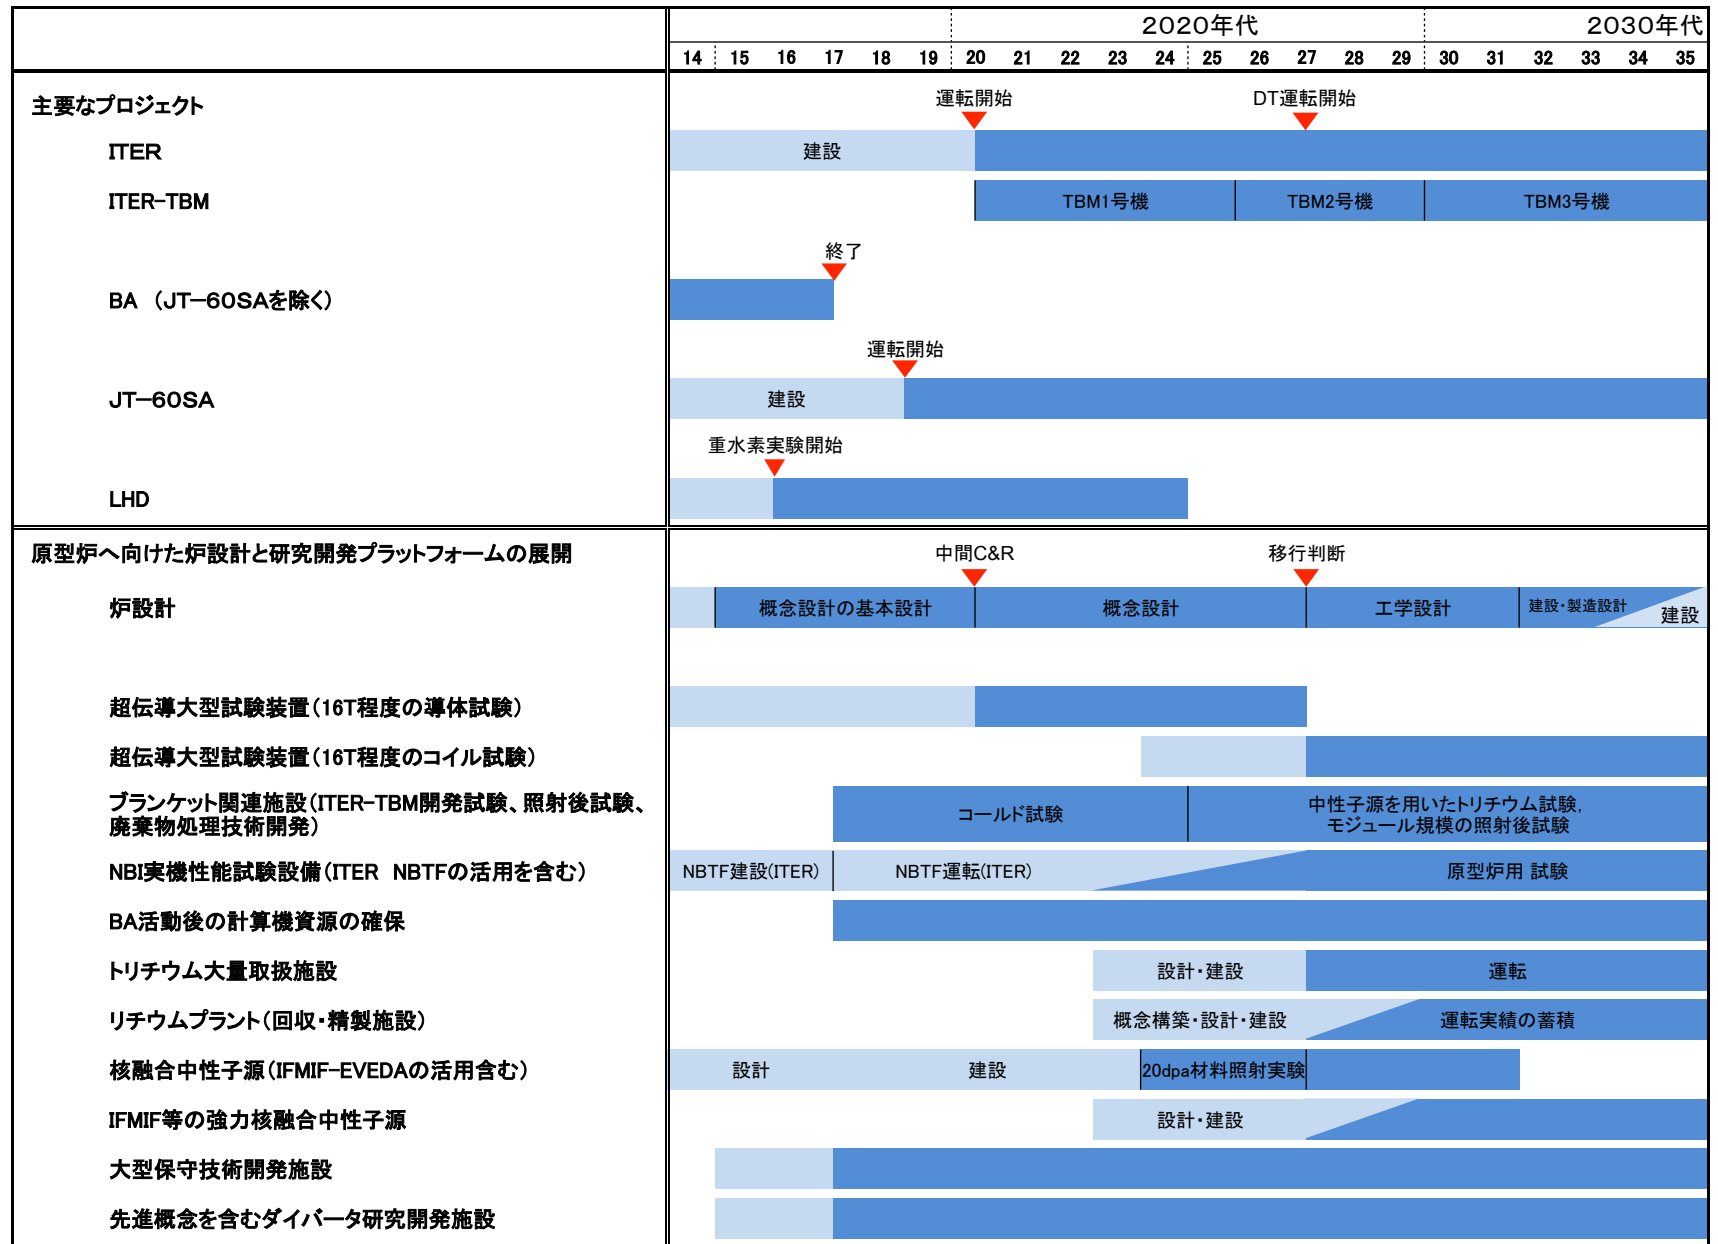 2020年代 2030年代
14 15 16 17 18 19 20 21 22 23 24 25 26 27 28 29 30 31 32 33 34 35
主要なプロジェクト 運転開始 DT運転開始
ITER 建設
ITER-TBM TBM1号機 TBM2号機 TBM3号機
終了
BA （JT－60SAを除く）
運転開始
JT－60SA 建設
重水素実験開始
LHD
原型炉へ向けた炉設計と研究開発プラットフォームの展開 中間C&R 移行判断
炉設計 概念設計の基本設計 概念設計 工学設計 建設・製造設計 建設
超伝導大型試験装置（16T程度の導体試験）
超伝導大型試験装置（16T程度のコイル試験）
ブランケット関連施設（ITER-TBM開発試験、照射後試験、
廃棄物処理技術開発）
コールド試験
中性子源を用いたトリチウム試験,
モジュール規模の照射後試験
NBI実機性能試験設備（ITER NBTFの活用を含む） NBTF建設(ITER) NBTF運転(ITER) 原型炉用 試験
BA活動後の計算機資源の確保
トリチウム大量取扱施設 設計・建設 運転
リチウムプラント（回収・精製施設） 概念構築・設計・建設 運転実績の蓄積
核融合中性子源（IFMIF-EVEDAの活用含む） 設計 建設 20dpa材料照射実験
IFMIF等の強力核融合中性子源 設計・建設
大型保守技術開発施設
先進概念を含むダイバータ研究開発施設